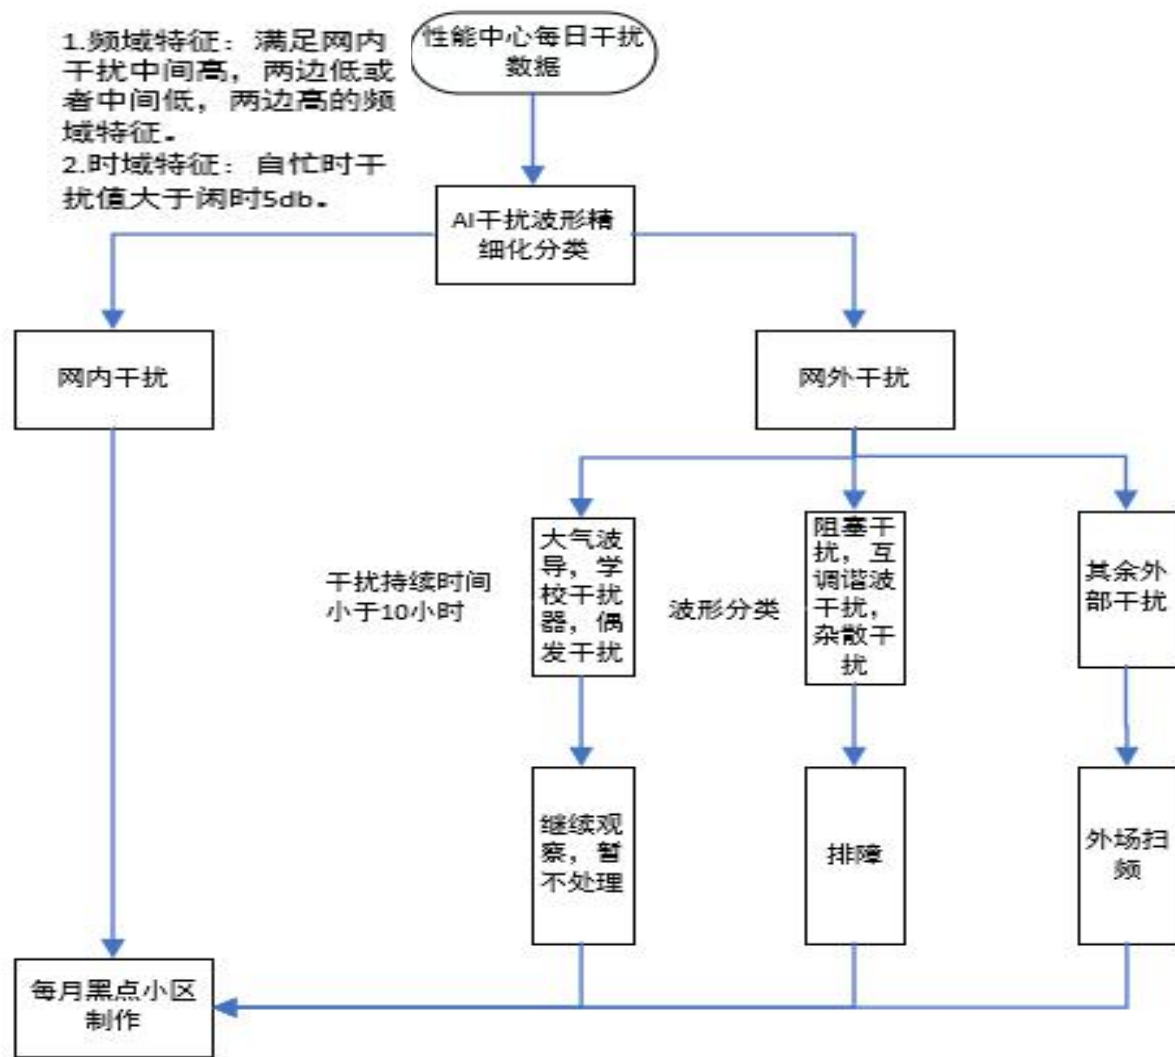 1.频域特征：满足网内
干扰中间高，两边低或
者中间低，两边高的频
域特征。
2.时域特征：自忙时干
扰值大于闲时5db。
性能中心每日干扰
数据
AI干扰波形精
细化分类
网内干扰
网外干扰
干扰持续时间
小于10小时
大气波
导，学
校干扰
器，偶
发干扰
波形分类
阻塞干
扰，互
调谐波
干扰，
杂散干
扰
其余外
部干扰
继续观
察，暂
不处理
排障
外场扫
频
每月黑点小区
制作